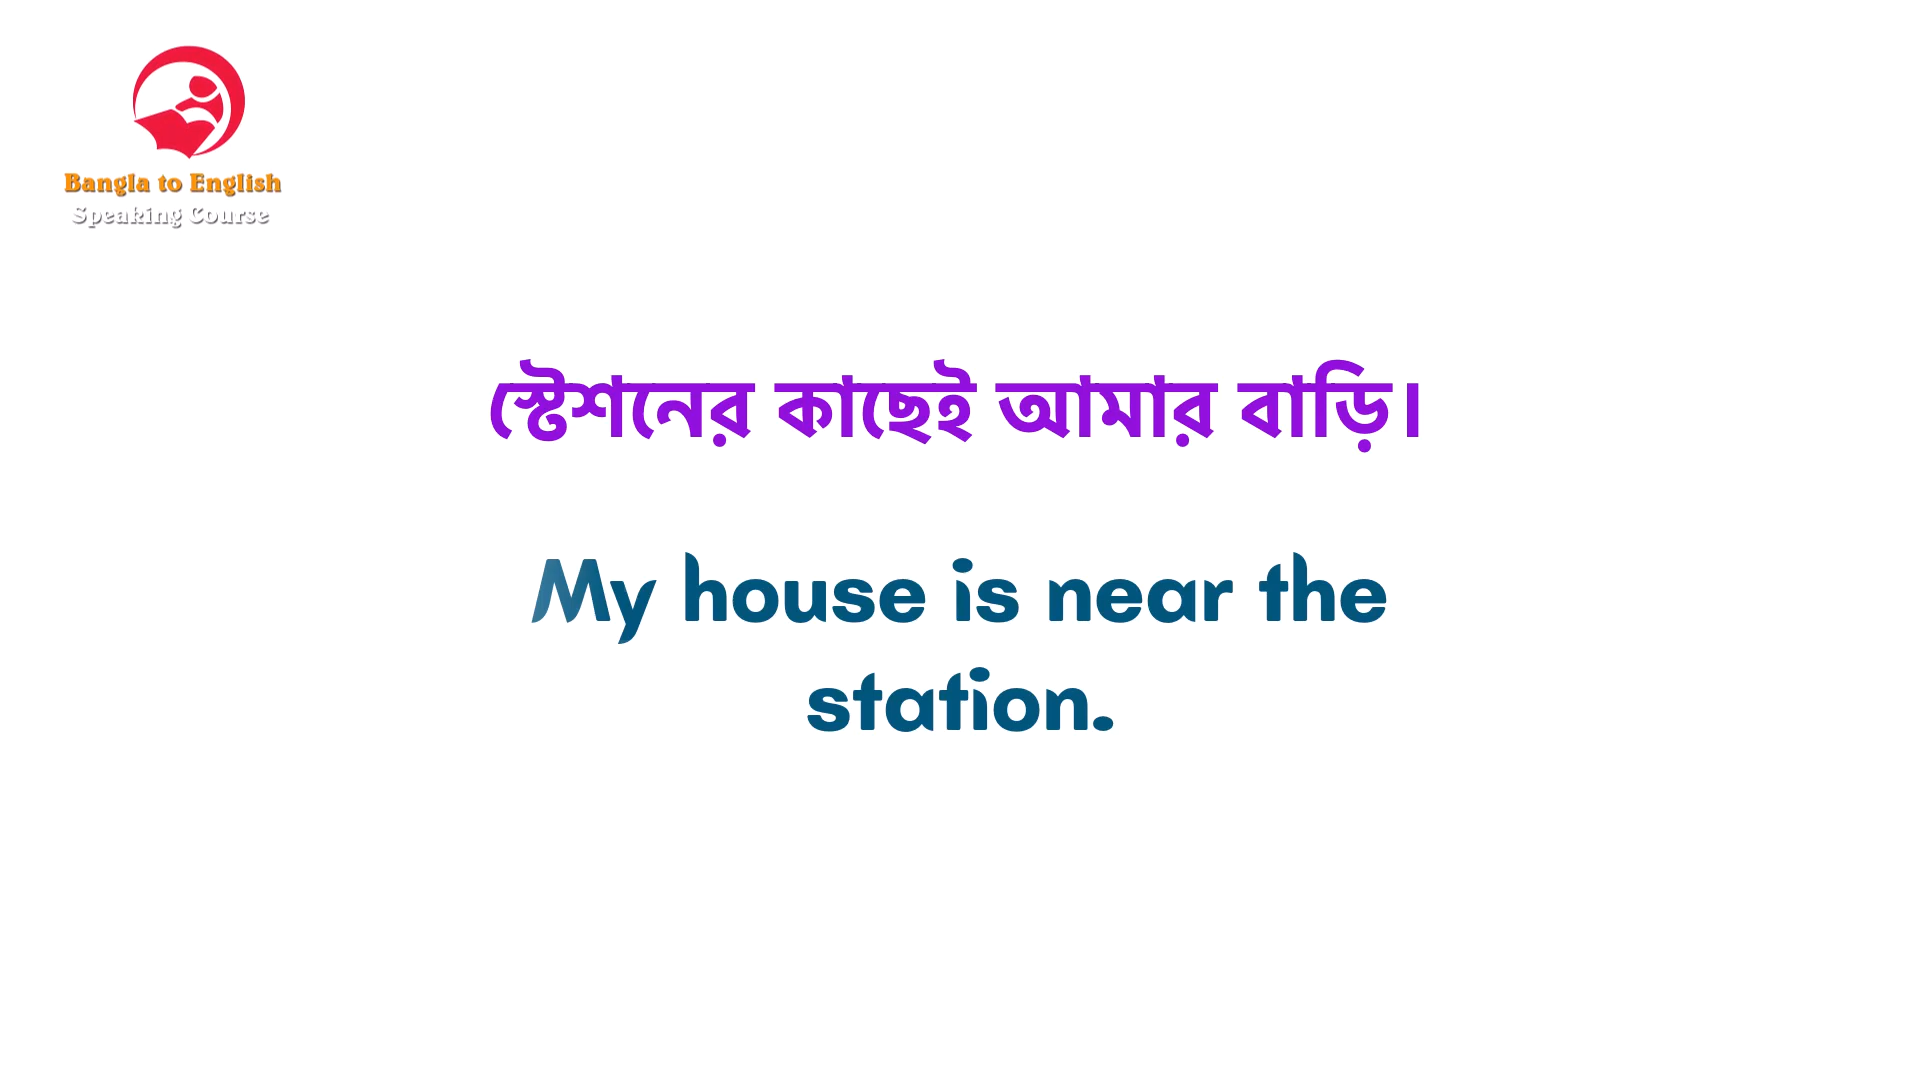 Bangla to English
Speaking Course
স্টেশনের কাছেই আমার বাড়ি।
My house is near the
station.